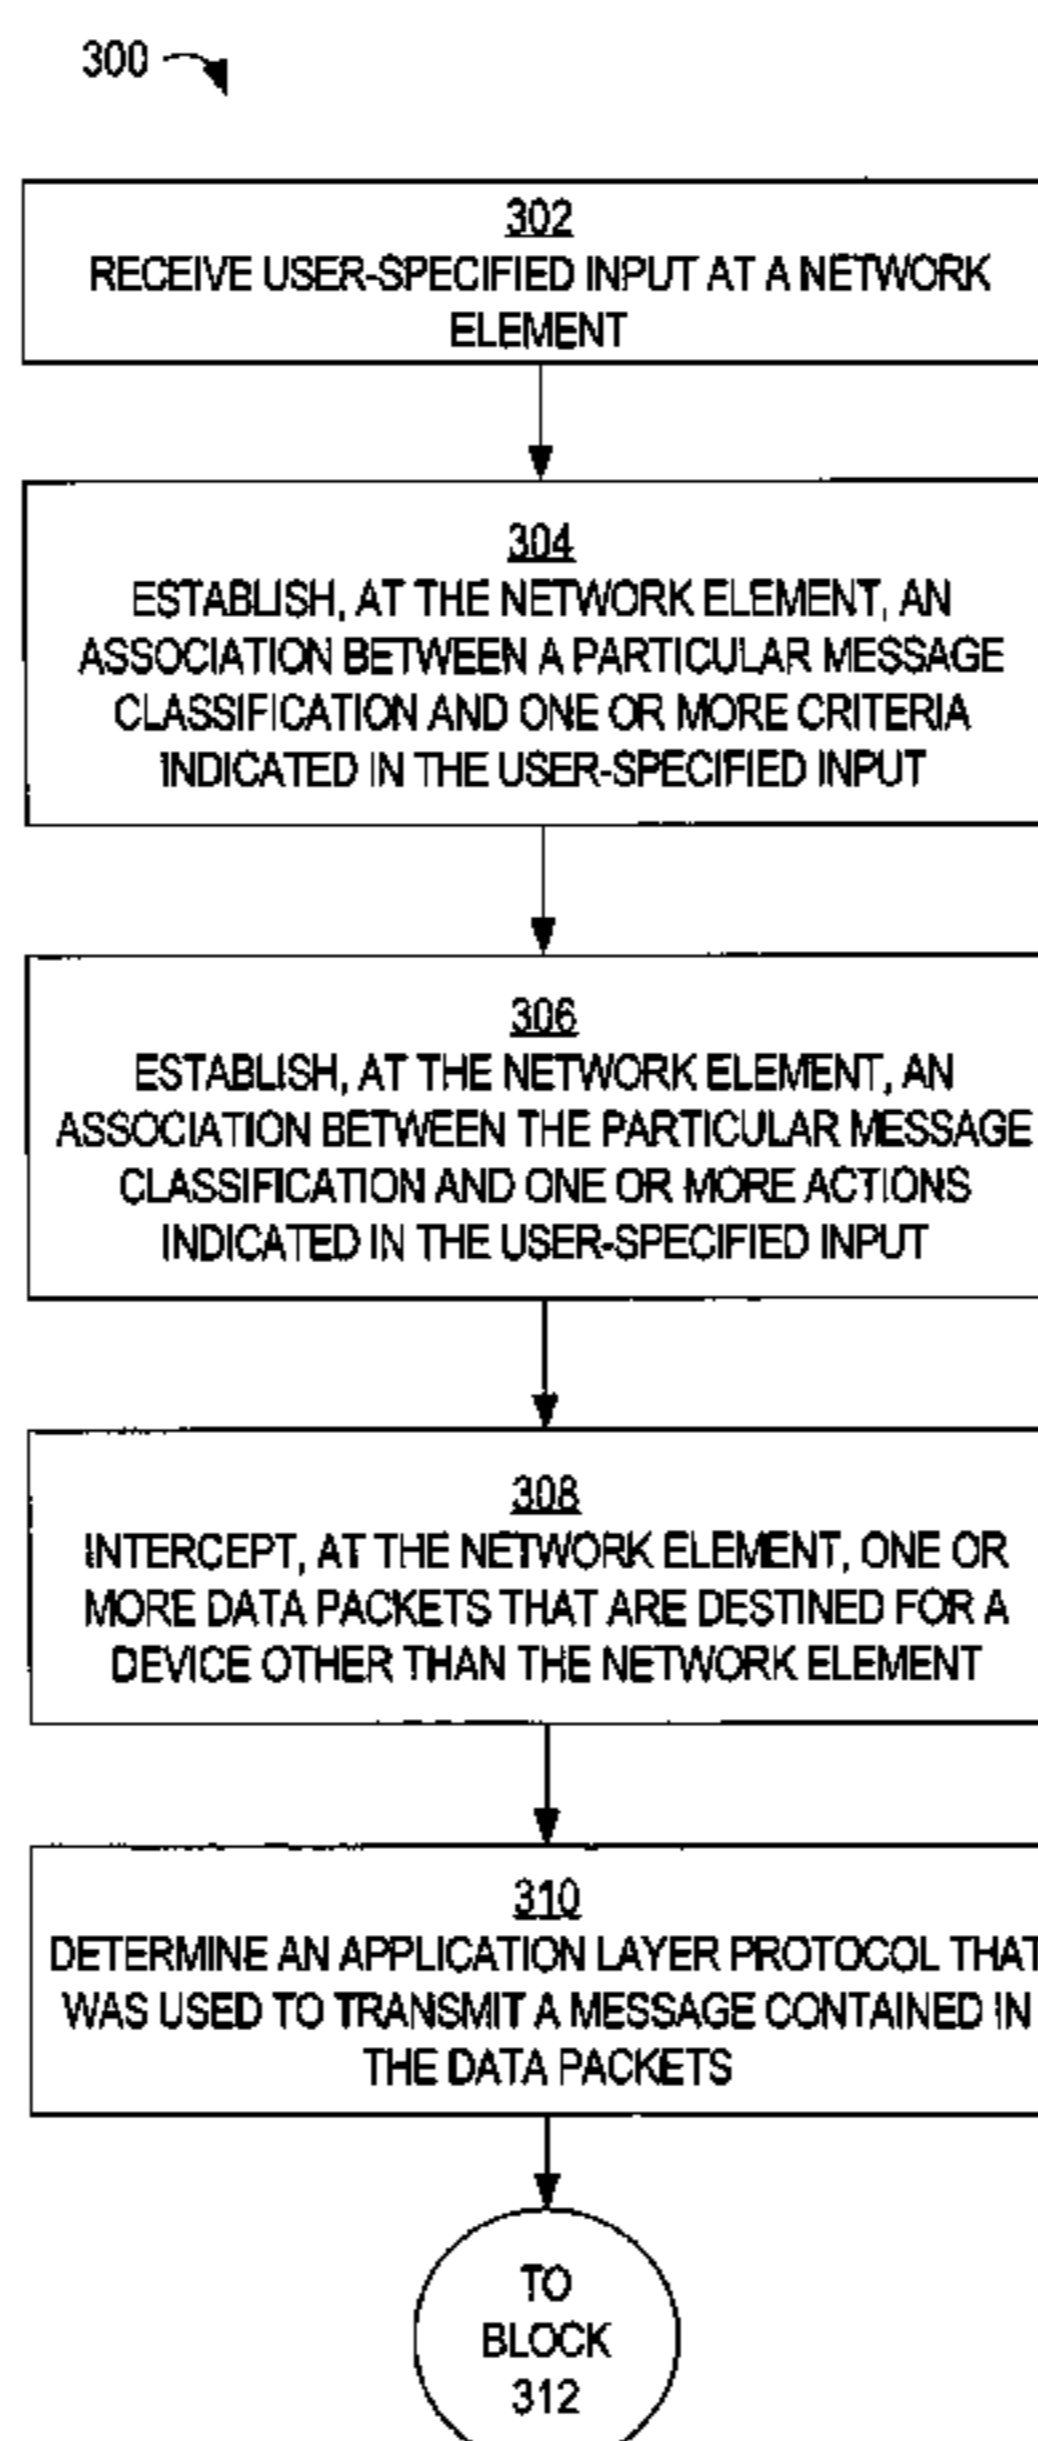 300
302
RECEIVE USER-SPECIFIED INPUT AT A NETWORK
ELEMENT
304
ESTABLISH, AT THE NETWORK ELEMENT, AN
ASSOCIATION BETWEEN A PARTICULAR MESSAGE
CLASSIFICATION AND ONE OR MORE CRITERIA
INDICATED IN THE USER-SPECIFIED INPUT
306
ESTABLISH, AT THE NETWORK ELEMENT, AN
ASSOCIATION BETWEEN THE PARTICULAR MESSAGE
CLASSIFICATION AND ONE OR MORE ACTIONS
INDICATED IN THE USER-SPECIFIED INPUT
308
INTERCEPT, AT THE NETWORK ELEMENT, ONE OR
MORE DATA PACKETS THAT ARE DESTINED FOR A
DEVICE OTHER THAN THE NETWORK ELEMENT
310
DETERMINE AN APPLICATION LAYER PROTOCOL THAT
WAS USED TO TRANSMIT A MESSAGE CONTAINED IN
THE DATA PACKETS
TO
BLOCK
312